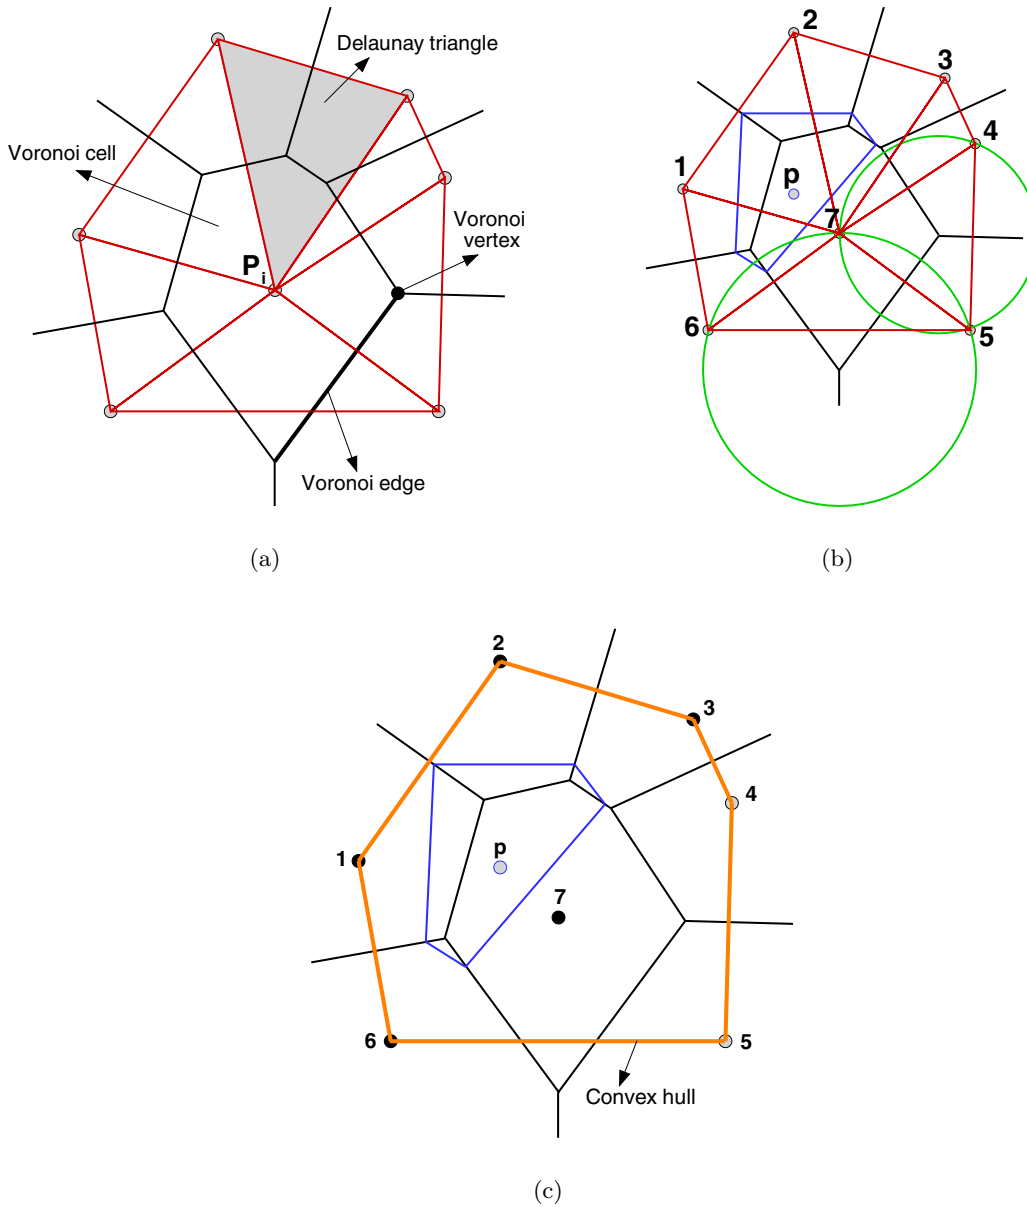 Delaunay triangle
Voronoi cell
Voronoi
vertex
P i
Voronoi edge
(a)
2
3
4
1
p
7
6
5
(b)
2
3
4
1
p
7
6
5
Convex hull
(c)